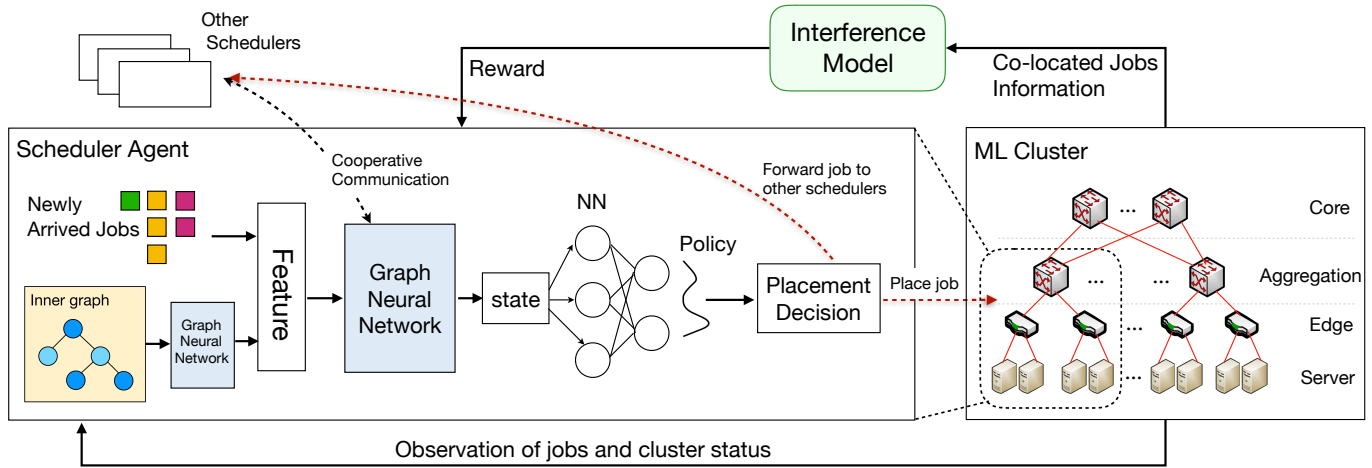 Other
Schedulers
Reward
Interference
Model
Co-located Jobs
Information
Scheduler Agent
Cooperative
Communication
Forward job to
other schedulers
ML Cluster
Newly
Arrived Jobs
Feature
Graph
Neural
Network
NN
state
Policy
Placement
Decision
Place job
Inner graph
Graph
Neural
Network
...
Core
... ...
Aggregation
...
Edge
...
Server
Observation of jobs and cluster status